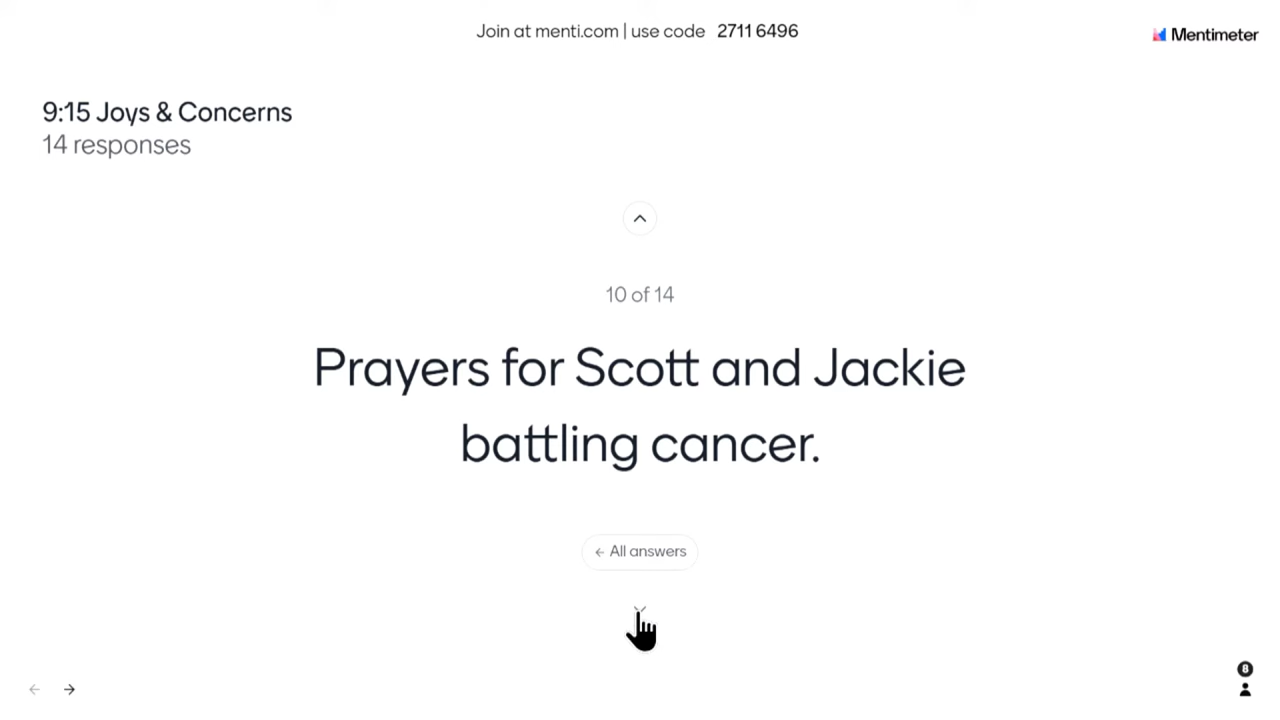 Join at menti.com | use code 2711 6496
Mentimeter
9:15 Joys & Concerns
14 responses
10 of 14
Prayers for Scott and Jackie
battling cancer.
← All answers
8